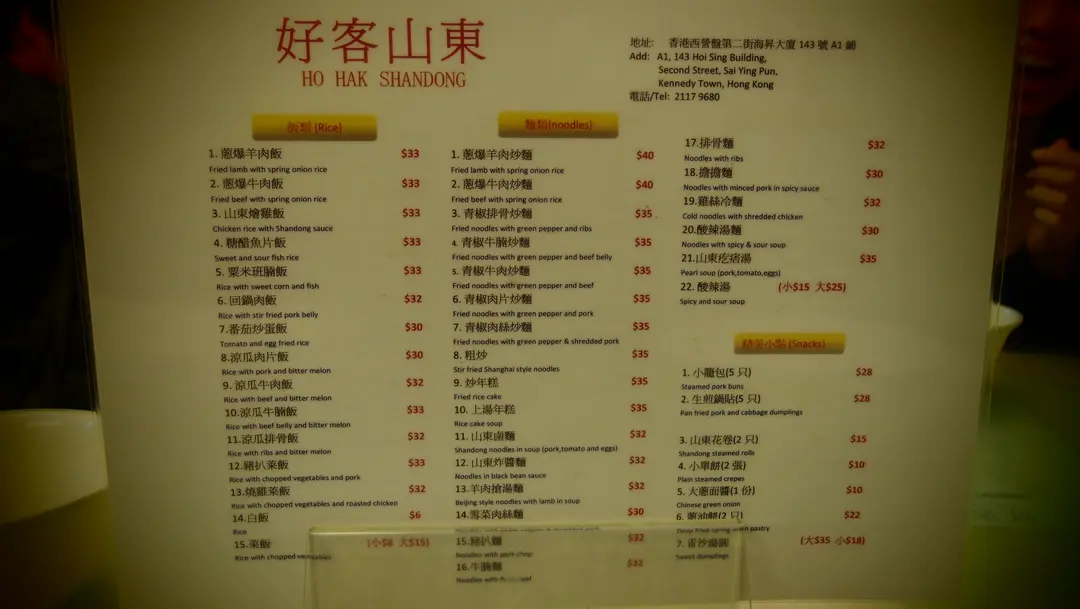 好客山東
HO HAK SHANDONG
地址: 香港西營盤第二街海昇大廈 143 號 A1 鋪
Add: A1, 143 Hoi Sing Building,
Second Street, Sai Ying Pun,
Kennedy Town, Hong Kong
電話/Tel: 2117 9680
飯類 (Rice)
1. 蔥爆羊肉飯 $33
Fried lamb with spring onion rice
2. 蔥爆牛肉飯 $33
Fried beef with spring onion rice
3. 山東燴雞飯 $33
Chicken rice with Shandong sauce
4. 糖醋魚片飯 $33
Sweet and sour fish rice
5. 粟米班腩飯 $33
Rice with sweet corn and fish
6. 回鍋肉飯 $32
Rice with stir fried pork belly
7.番茄炒蛋飯 $30
Tomato and egg fried rice
8.涼瓜肉片飯 $30
Rice with pork and bitter melon
9. 涼瓜牛肉飯 $32
Rice with beef and bitter melon
10.涼瓜牛腩飯 $33
Rice with beef belly and bitter melon
11.涼瓜排骨飯 $32
Rice with ribs and bitter melon
12.豬扒菜飯 $33
Rice with chopped vegetables and pork
13.燒雞菜飯 $32
Rice with chopped vegetables and roasted chicken
14.白飯 $6
Rice
15.菜飯 (小$8 大$15)
Rice with chopped vegetables
麵類(noodles)
1. 蔥爆羊肉炒麵 $40
Fried lamb with spring onion rice
2. 蔥爆牛肉炒麵 $40
Fried beef with spring onion rice
3. 青椒排骨炒麵 $35
Fried noodles with green pepper and ribs
4. 青椒牛腩炒麵 $35
Fried noodles with green pepper and beef belly
5. 青椒牛肉炒麵 $35
Fried noodles with green pepper and beef
6. 青椒肉片炒麵 $35
Fried noodles with green pepper and pork
7. 青椒肉絲炒麵 $35
Fried noodles with green pepper & shredded pork
8. 粗炒 $35
Stir fried Shanghai style noodles
9. 炒年糕 $35
Fried rice cake
10. 上湯年糕 $35
Rice cake soup
11. 山東鹵麵 $32
Shandong noodles in soup (pork,tomato and eggs)
12. 山東炸醬麵 $32
Noodles in black bean sauce
13. 羊肉搶湯麵 $32
Beijing style noodles with lamb in soup
14.雪菜肉絲麵 $30
15.豬扒麵 $32
Noodles with pork chop
16.牛腩麵 $32
Noodles with
17.排骨麵 $32
Noodles with ribs
18.擔擔麵 $30
Noodles with minced pork in spicy sauce
19.雞絲冷麵 $32
Cold noodles with shredded chicken
20.酸辣湯麵 $30
Noodles with spicy & sour soup
21.山東疙瘩湯 $35
Pearl soup (pork,tomato,eggs)
22. 酸辣湯 (小$15 大$25)
Spicy and sour soup
精美小點 (Snacks)
1. 小籠包(5 只) $28
Steamed pork buns
2. 生煎鍋貼(5 只) $28
Pan fried pork and cabbage dumplings
3. 山東花卷(2 只) $15
Shandong steamed rolls
4. 小單餅(2 張) $10
Plain steamed crepes
5. 大蔥面醬(1 份) $10
Chinese green onion
6. 蔥油餅(2 只) $22
Deep fried spring onion pastry
7. 雷沙湯圓 (大$35 小$18)
Sweet dumplings